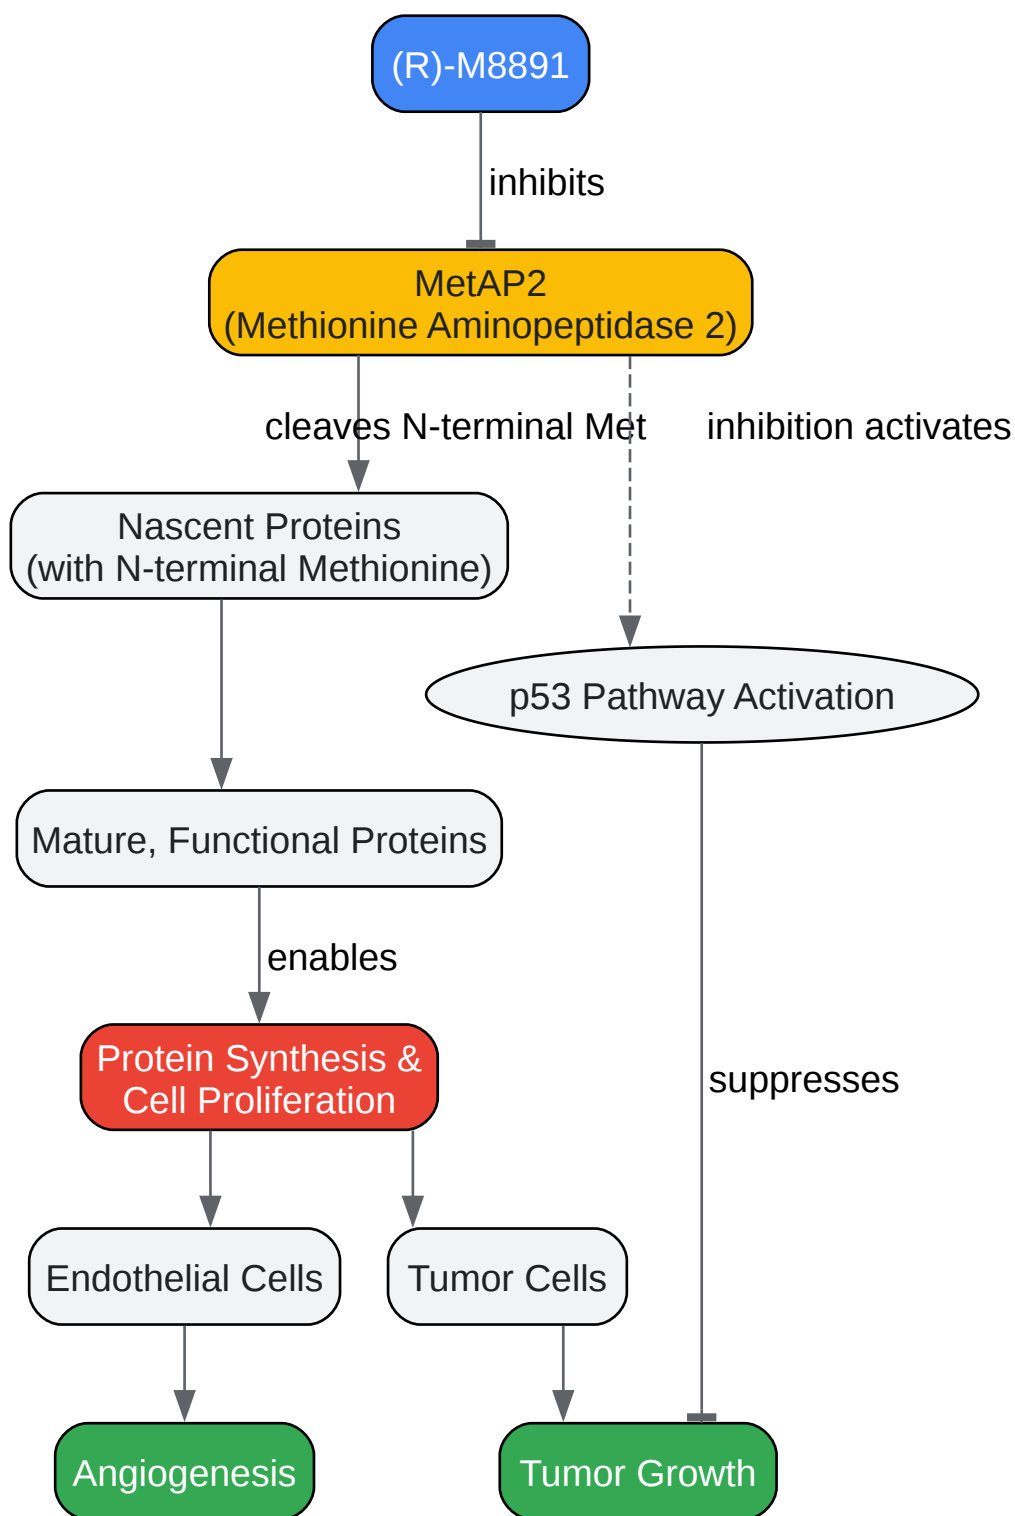 (R)-M8891
inhibits
MetAP2
(Methionine Aminopeptidase 2)
cleaves N-terminal Met
inhibition activates
Nascent Proteins
(with N-terminal Methionine)
p53 Pathway Activation
Mature, Functional Proteins
enables
Protein Synthesis &
Cell Proliferation
suppresses
Endothelial Cells
Tumor Cells
Angiogenesis
Tumor Growth